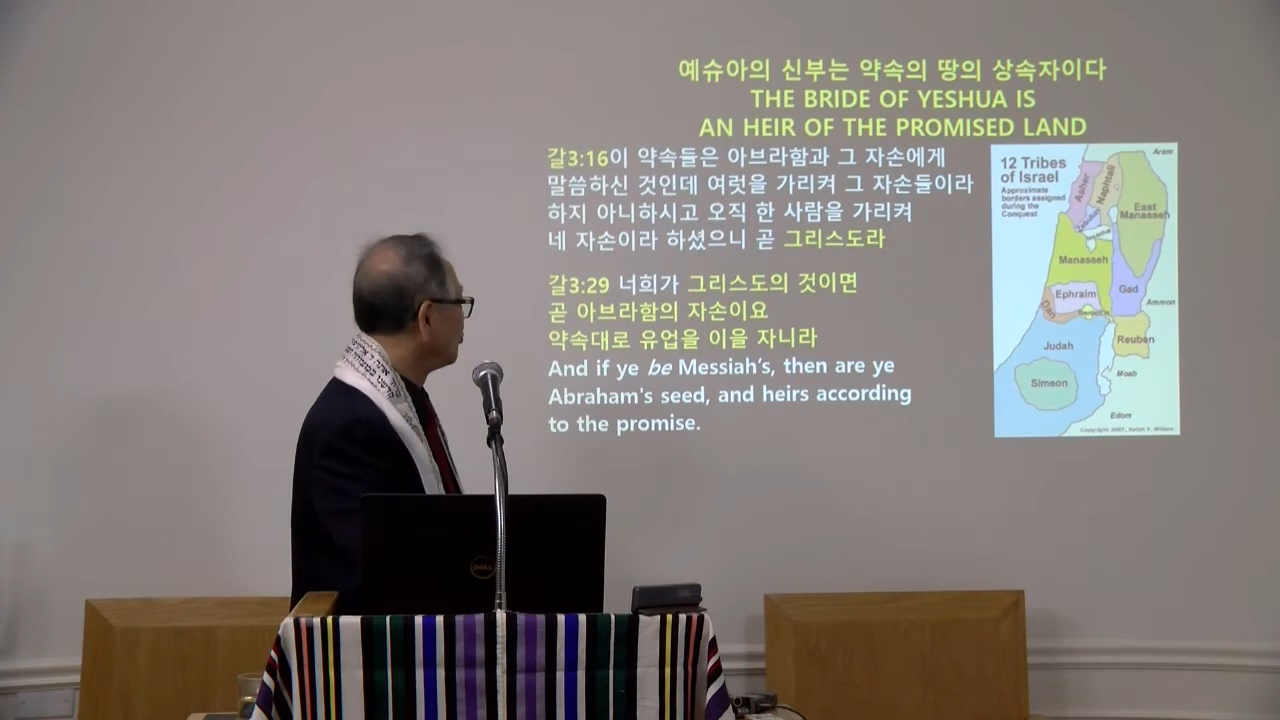 예슈아의 신부는 약속의 땅의 상속자이다
THE BRIDE OF YESHUA IS
AN HEIR OF THE PROMISED LAND
갈3:16이 약속들은 아브라함과 그 자손에게
말씀하신 것인데 여럿을 가리켜 그 자손들이라
하지 아니하시고 오직 한 사람을 가리켜
네 자손이라 하셨으니 곧 그리스도라
갈3:29 너희가 그리스도의 것이면
곧 아브라함의 자손이요
약속대로 유업을 이을 자니라
And if ye be Messiah's, then are ye
Abraham's seed, and heirs according
to the promise.
12 Tribes
of Israel
Approximate
borders assigned
during the
Conquest
Aram
Asher
Naphtali
East
Manasseh
Manasseh
Ephraim
Gad
Dan
Ammon
Judah
Reuben
Simeon
Moab
Edom
Copyright 2007, Ralph F. Wilson
DELL